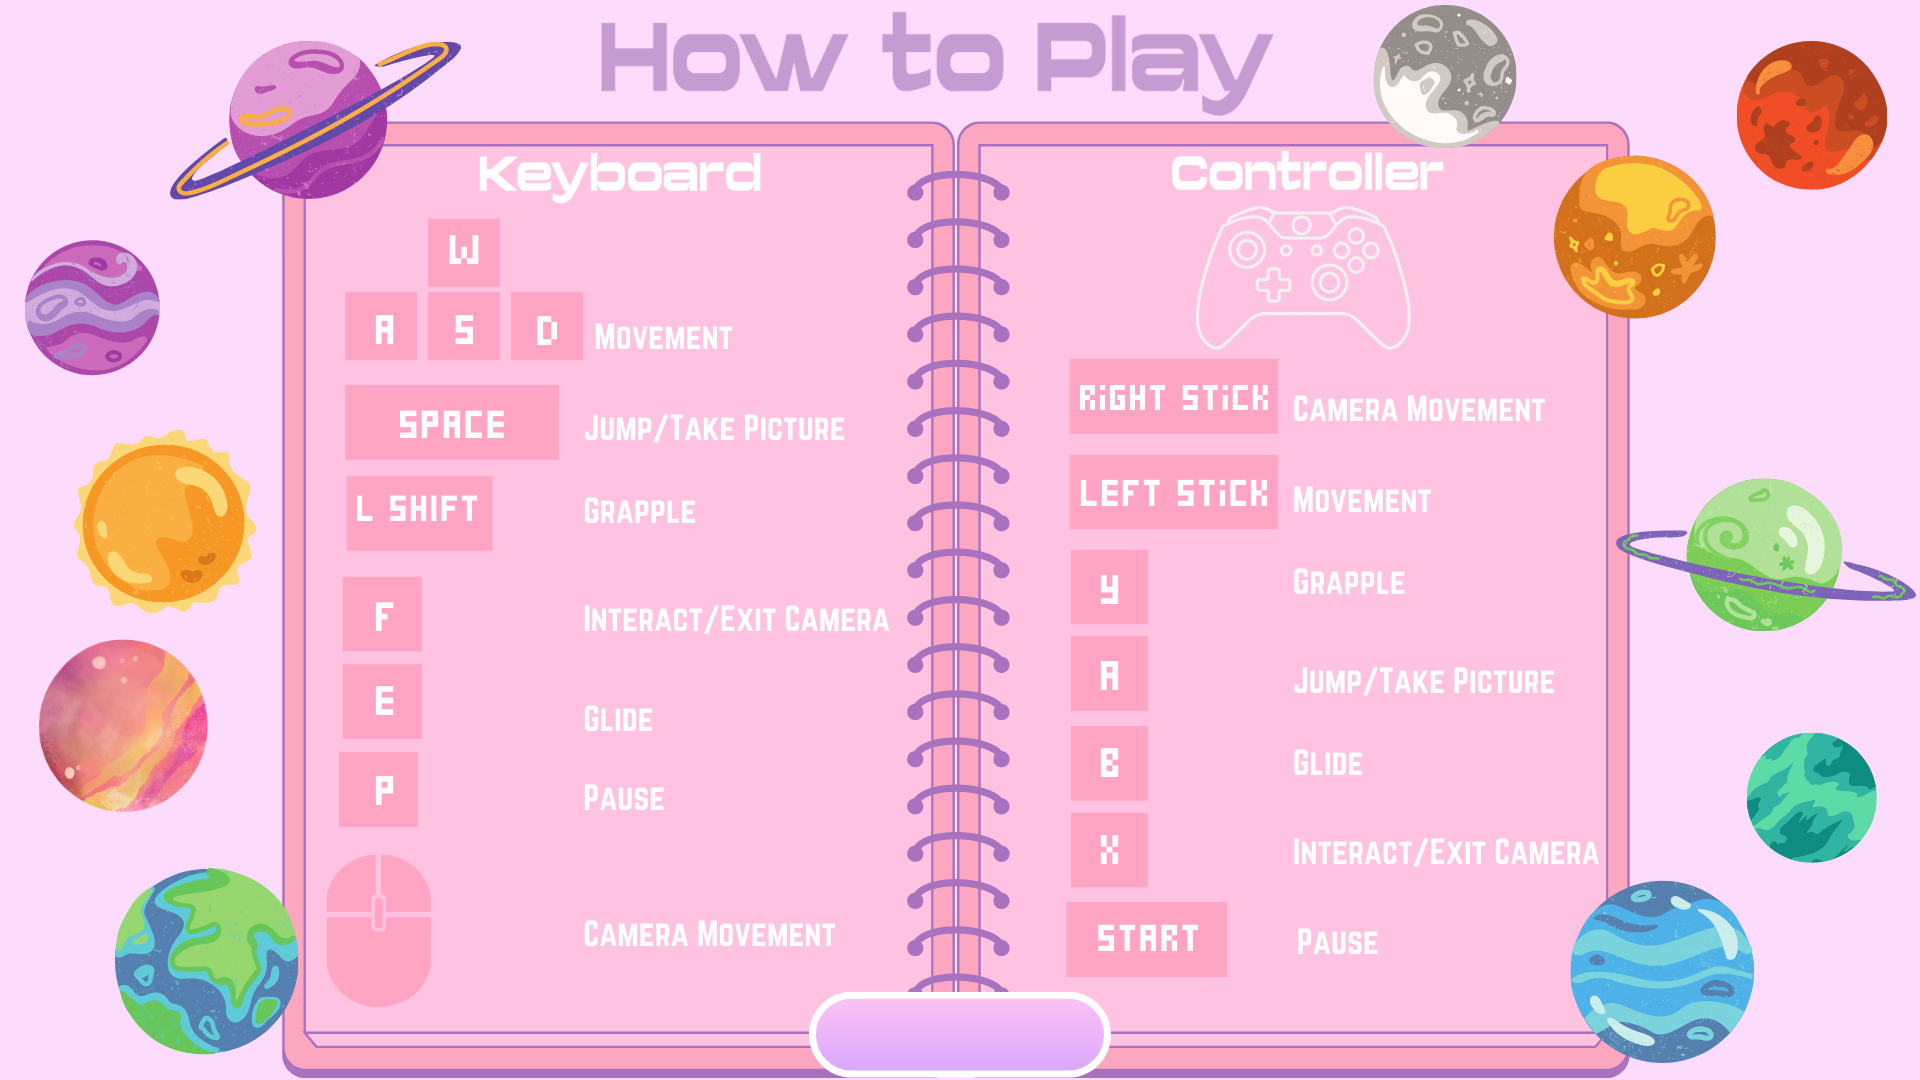 How to Play
Keyboard
W
A S D Movement
SPACE Jump/Take Picture
L SHIFT Grapple
F Interact/Exit Camera
E Glide
P Pause
Camera Movement
Controller
RiGHT STiCK Camera Movement
LEFT STiCK Movement
Y Grapple
A Jump/Take Picture
B Glide
X Interact/Exit Camera
START Pause